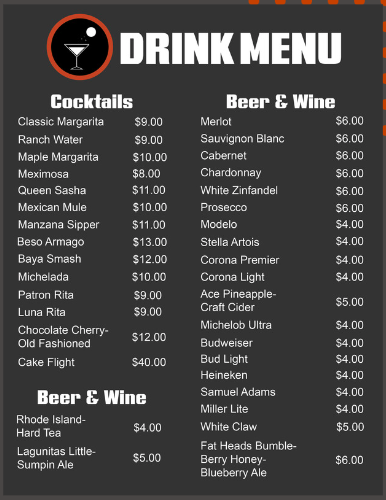 DRINK MENU
Cocktails
Classic Margarita $9.00
Ranch Water $9.00
Maple Margarita $10.00
Meximosa $8.00
Queen Sasha $11.00
Mexican Mule $10.00
Manzana Sipper $11.00
Beso Armago $13.00
Baya Smash $12.00
Michelada $10.00
Patron Rita $9.00
Luna Rita $9.00
Chocolate Cherry-
Old Fashioned $12.00
Cake Flight $40.00
Beer & Wine
Rhode Island-
Hard Tea $4.00
Lagunitas Little-
Sumpin Ale $5.00
Beer & Wine
Merlot $6.00
Sauvignon Blanc $6.00
Cabernet $6.00
Chardonnay $6.00
White Zinfandel $6.00
Prosecco $6.00
Modelo $4.00
Stella Artois $4.00
Corona Premier $4.00
Corona Light $4.00
Ace Pineapple-
Craft Cider $5.00
Michelob Ultra $4.00
Budweiser $4.00
Bud Light $4.00
Heineken $4.00
Samuel Adams $4.00
Miller Lite $4.00
White Claw $5.00
Fat Heads Bumble-
Berry Honey-
Blueberry Ale $6.00